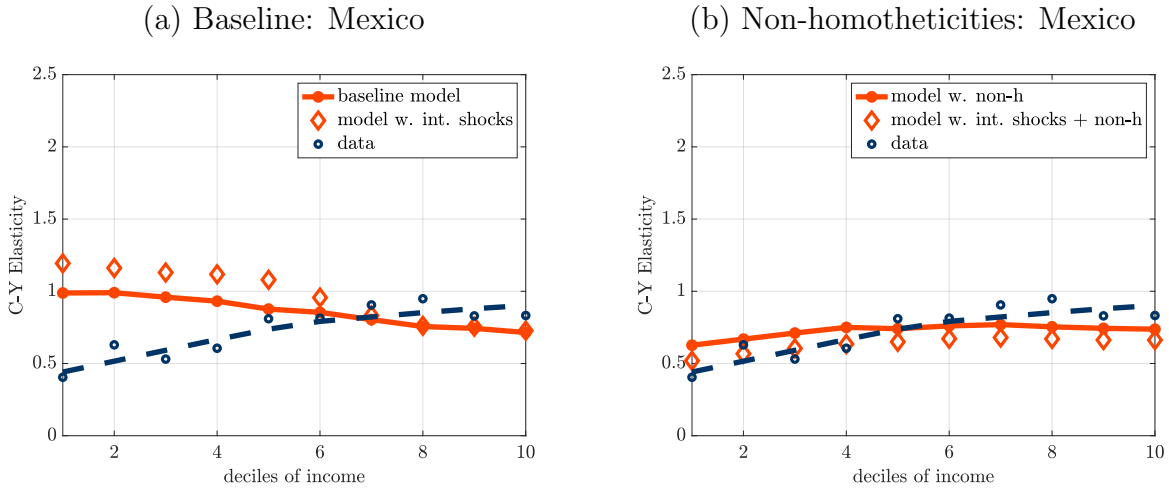 (a) Baseline: Mexico
2.5
2
1.5
1
0.5
0
2
4
6
8
10
C-Y Elasticity
deciles of income
baseline model
model w. int. shocks
data
(b) Non-homotheticities: Mexico
2.5
2
1.5
1
0.5
0
2
4
6
8
10
C-Y Elasticity
deciles of income
model w. non-h
model w. int. shocks + non-h
data